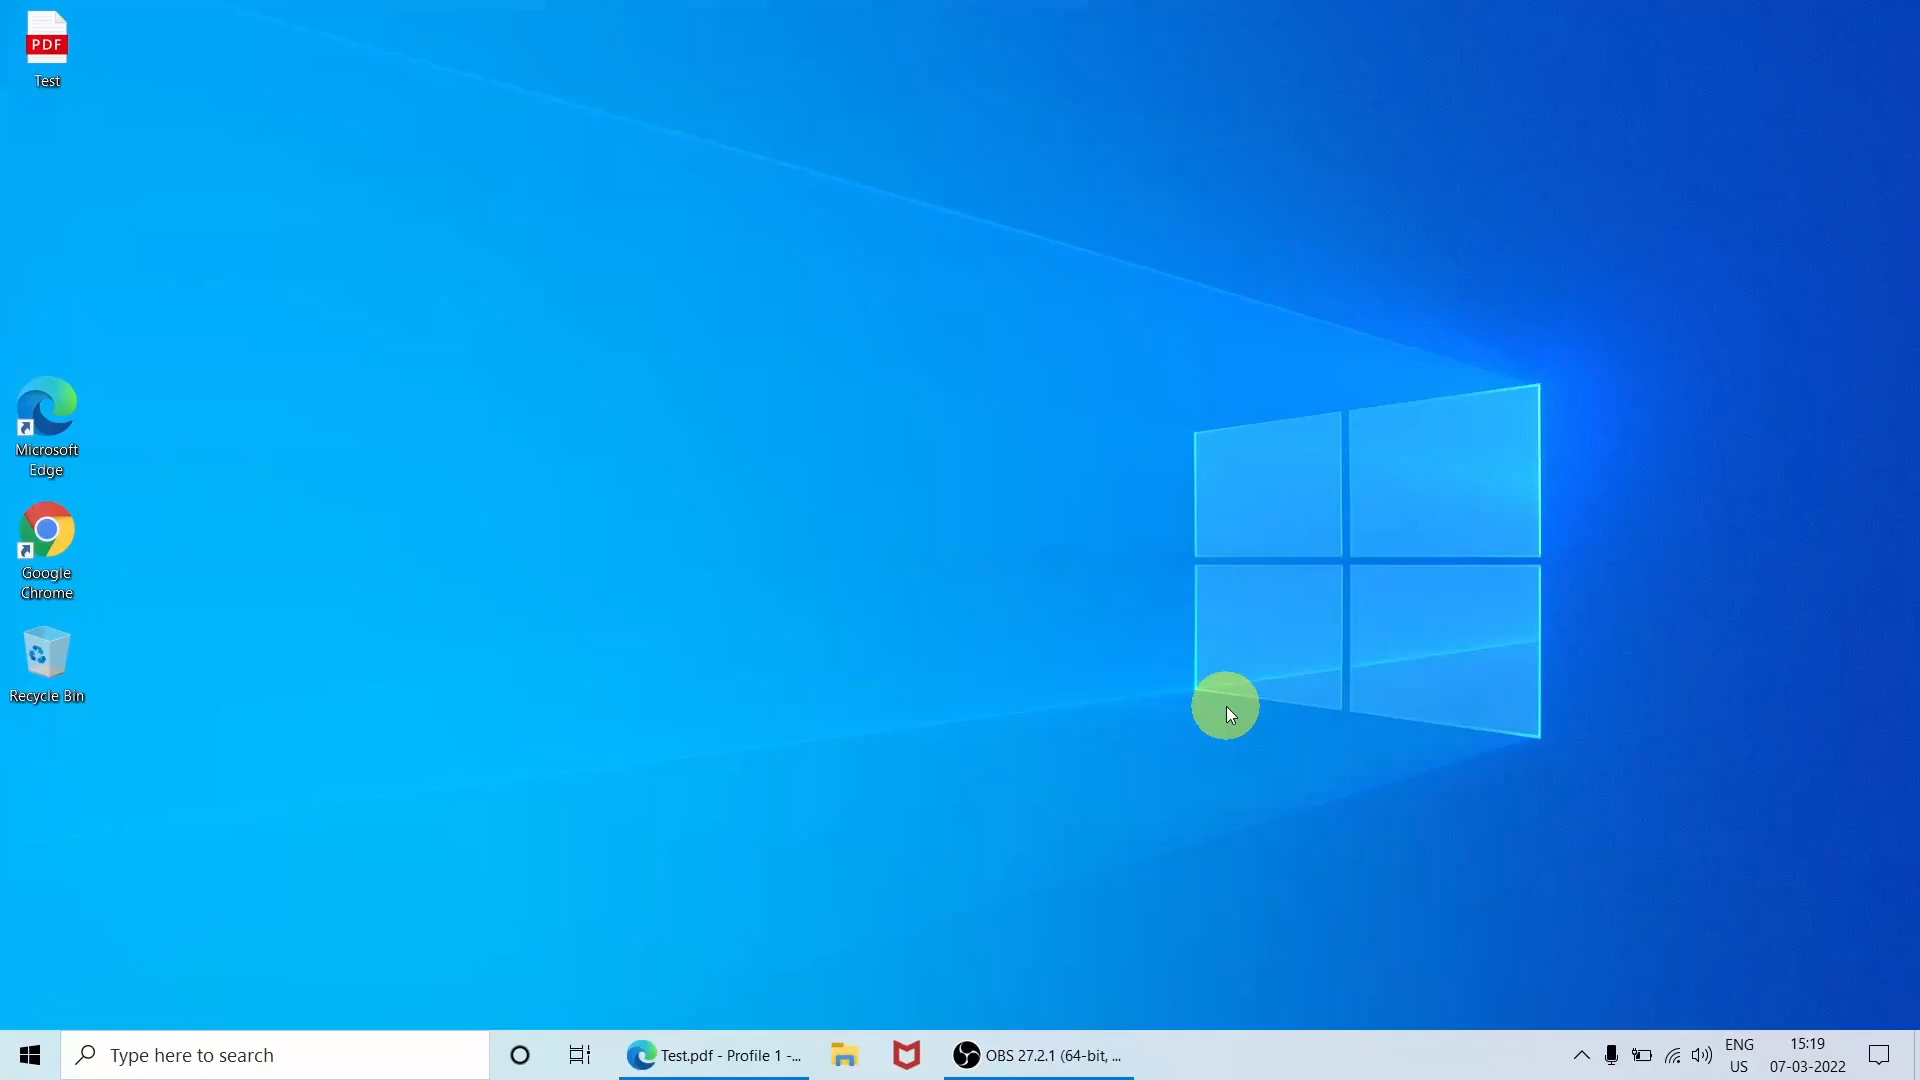 PDF
Test
Microsoft
Edge
Google
Chrome
Recycle Bin
Type here to search
Test.pdf - Profile 1 -...
OBS 27.2.1 (64-bit, ...
ENG
US
15:19
07-03-2022